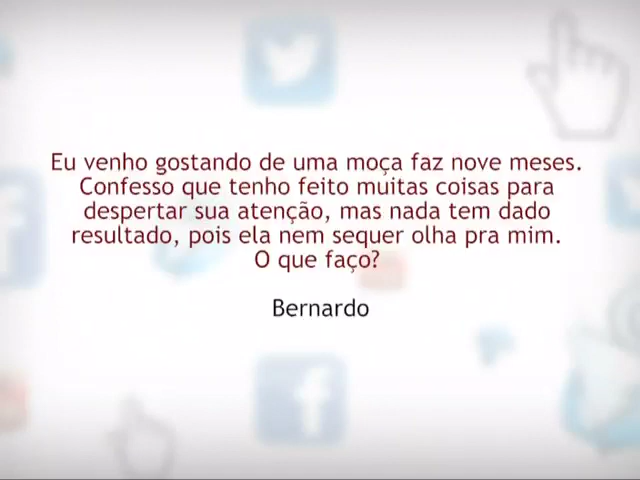 Eu venho gostando de uma moça faz nove meses.
Confesso que tenho feito muitas coisas para
despertar sua atenção, mas nada tem dado
resultado, pois ela nem sequer olha pra mim.
O que faço?
Bernardo